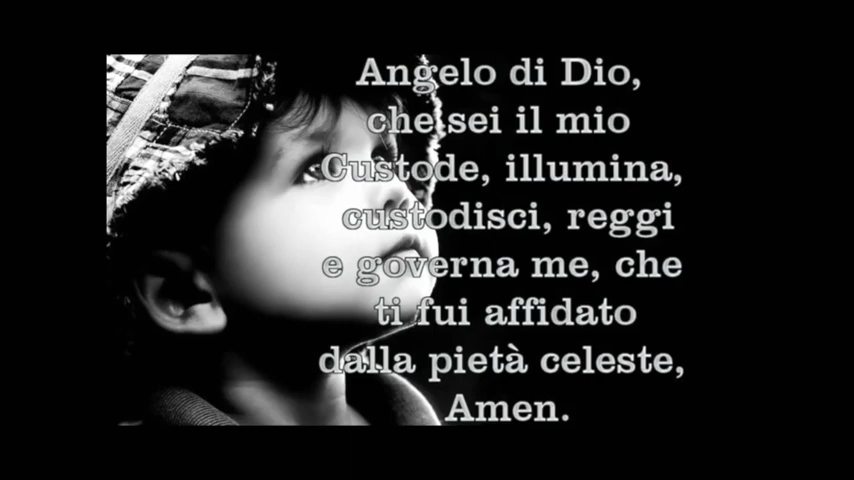 Angelo di Dio,
che sei il mio
Custode, illumina,
custodisci, reggi
e governa me, che
ti fui affidato
dalla pietà celeste,
Amen.